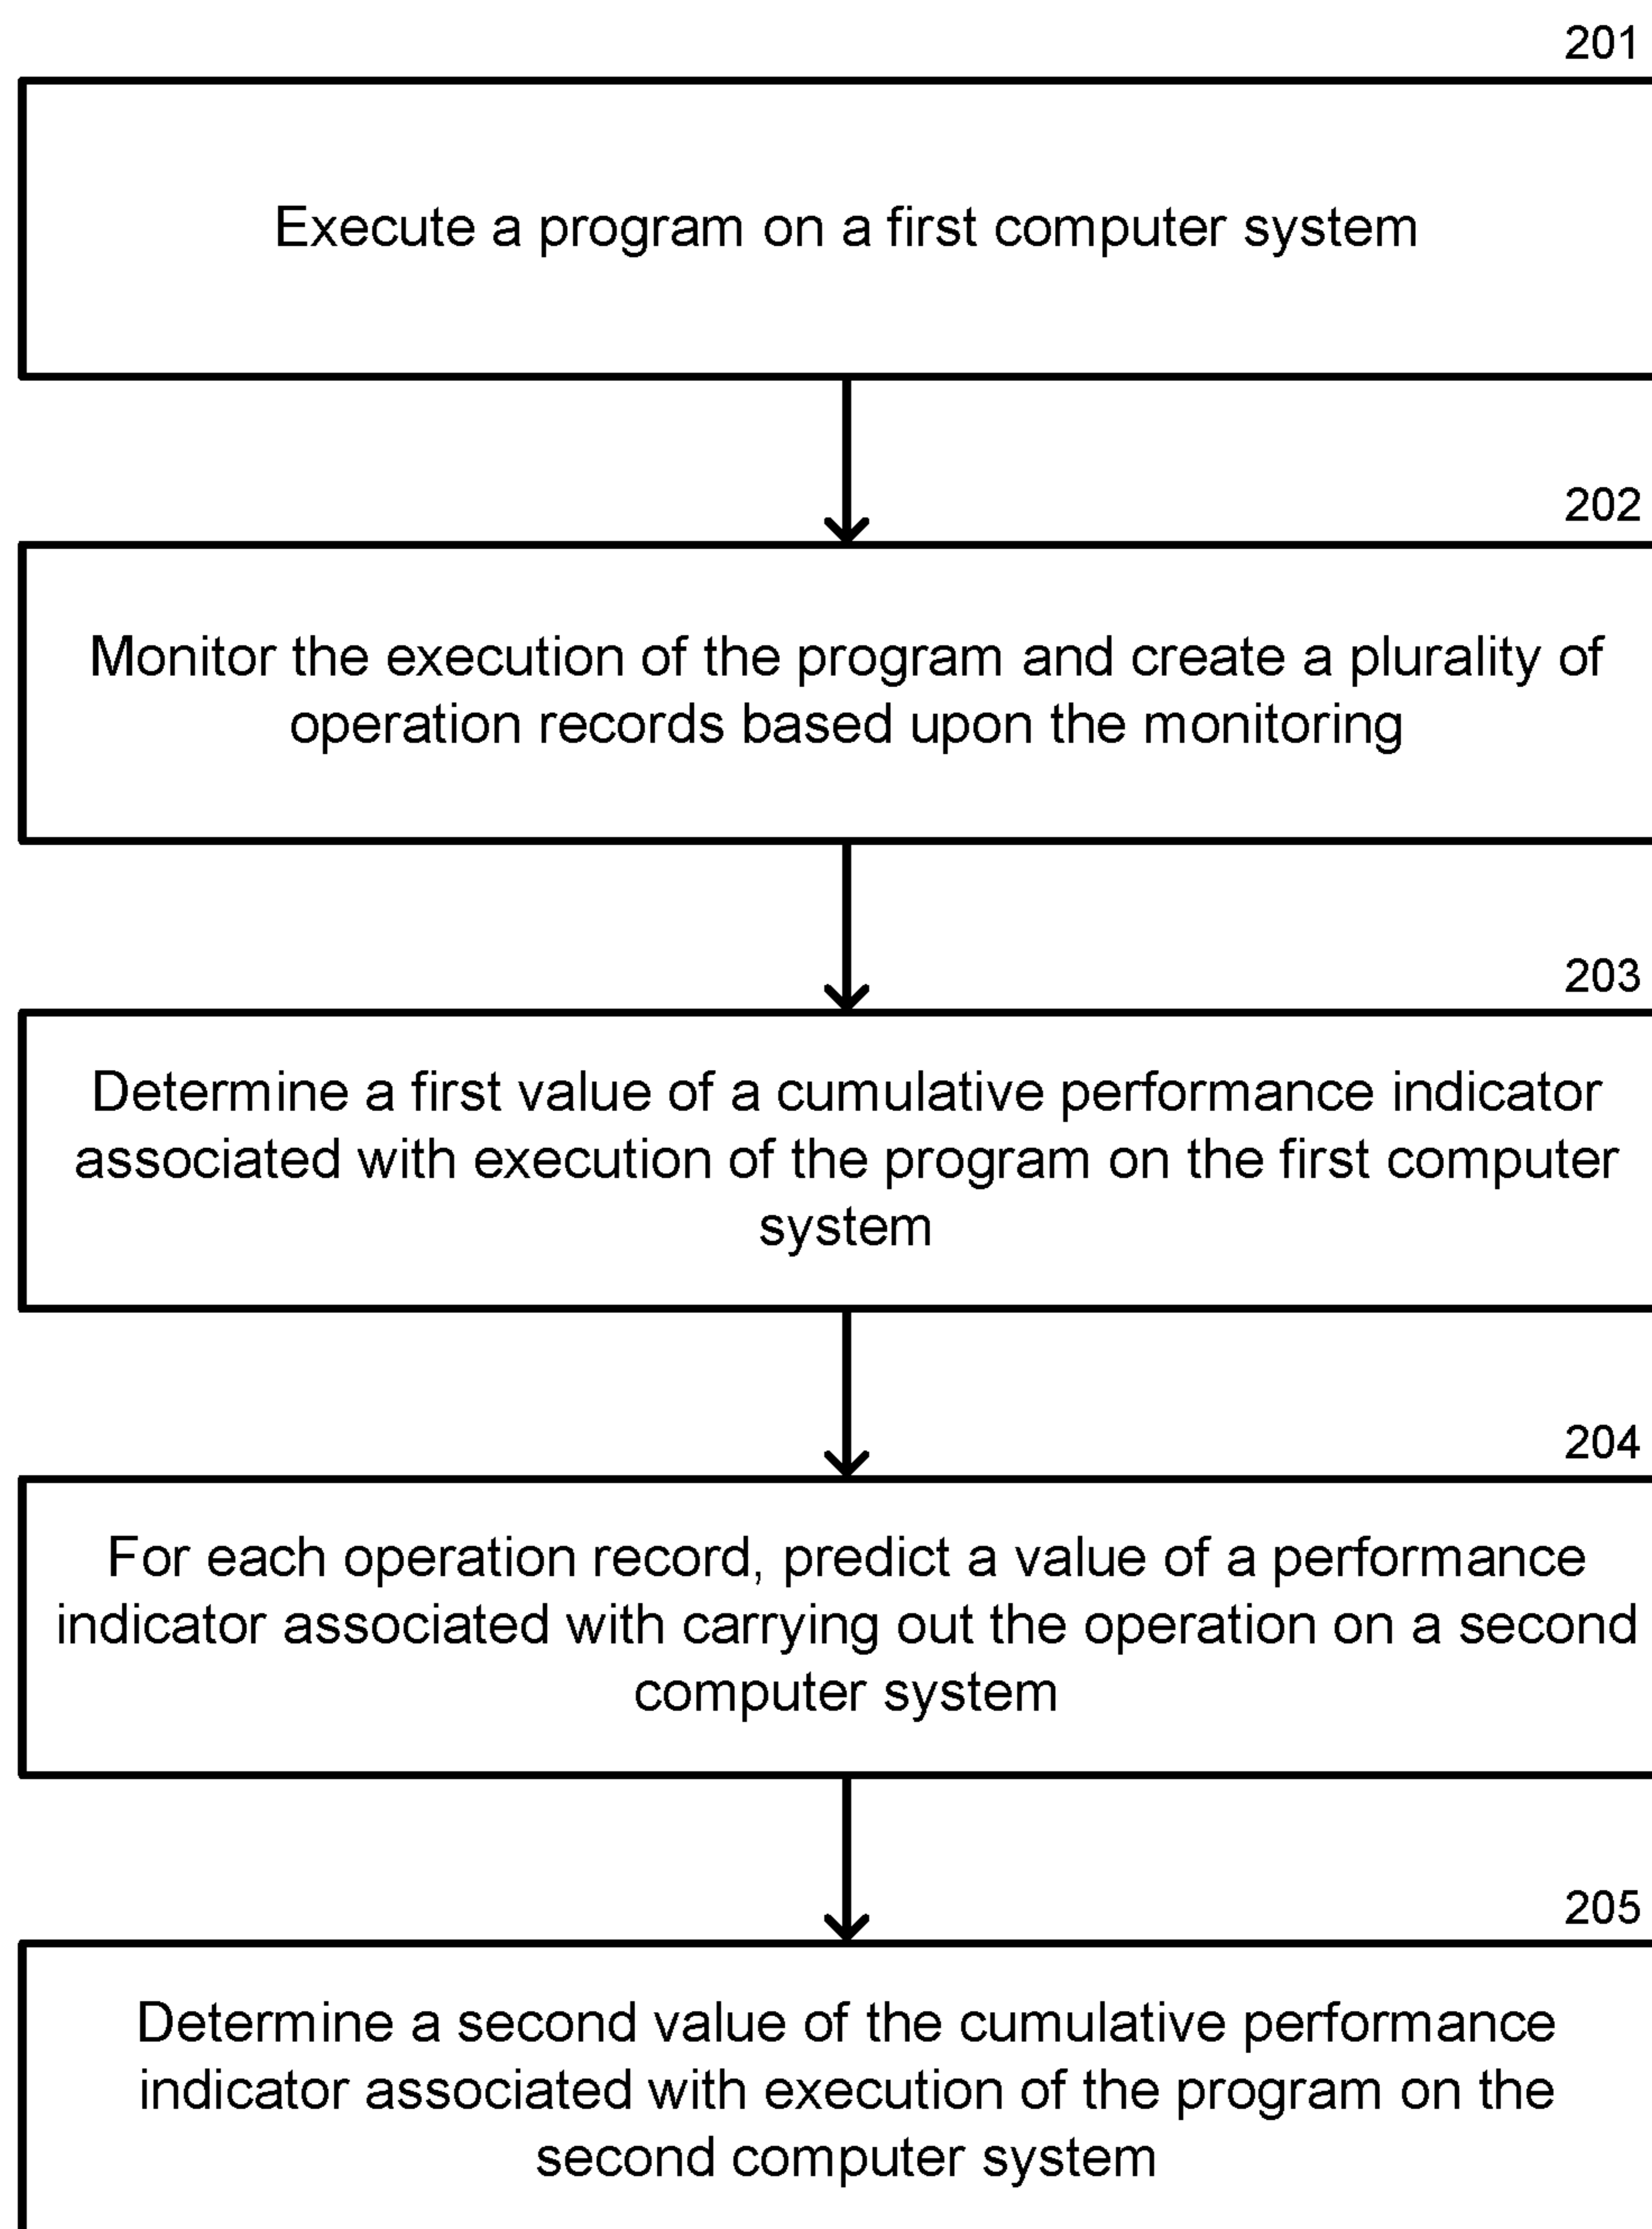 201
Execute a program on a first computer system
202
Monitor the execution of the program and create a plurality of
operation records based upon the monitoring
203
Determine a first value of a cumulative performance indicator
associated with execution of the program on the first computer
system
204
For each operation record, predict a value of a performance
indicator associated with carrying out the operation on a second
computer system
205
Determine a second value of the cumulative performance
indicator associated with execution of the program on the
second computer system